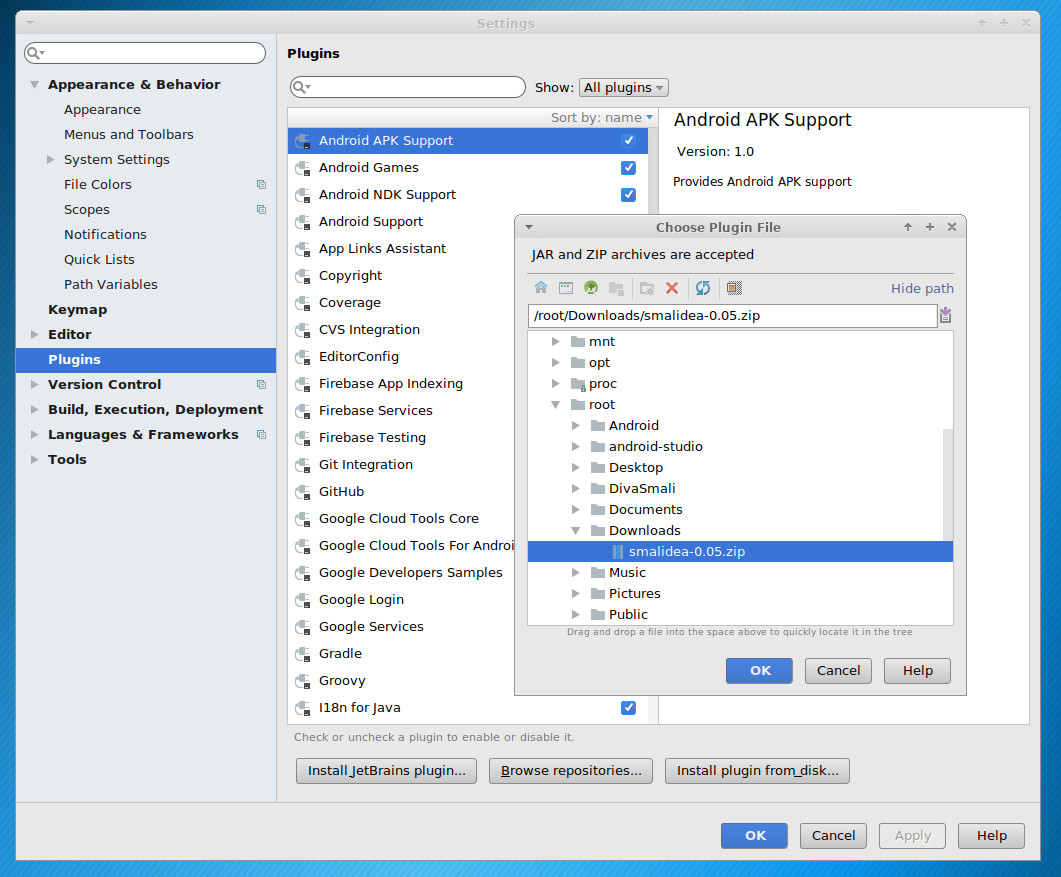 Settings
Appearance & Behavior
Appearance
Menus and Toolbars
System Settings
File Colors
Scopes
Notifications
Quick Lists
Path Variables
Keymap
Editor
Plugins
Version Control
Build, Execution, Deployment
Languages & Frameworks
Tools
Plugins
Show: All plugins
Sort by: name
Android APK Support
Android Games
Android NDK Support
Android Support
App Links Assistant
Copyright
Coverage
CVS Integration
EditorConfig
Firebase App Indexing
Firebase Services
Firebase Testing
Git Integration
GitHub
Google Cloud Tools Core
Google Cloud Tools For Androi
Google Developers Samples
Google Login
Google Services
Gradle
Groovy
I18n for Java
Android APK Support
Version: 1.0
Provides Android APK support
Choose Plugin File
JAR and ZIP archives are accepted
Hide path
/root/Downloads/smalidea-0.05.zip
mnt
opt
proc
root
Android
android-studio
Desktop
DivaSmali
Documents
Downloads
smalidea-0.05.zip
Music
Pictures
Public
Drag and drop a file into the space above to quickly locate it in the tree
OK Cancel Help
Check or uncheck a plugin to enable or disable it.
Install JetBrains plugin... Browse repositories... Install plugin from disk...
OK Cancel Apply Help